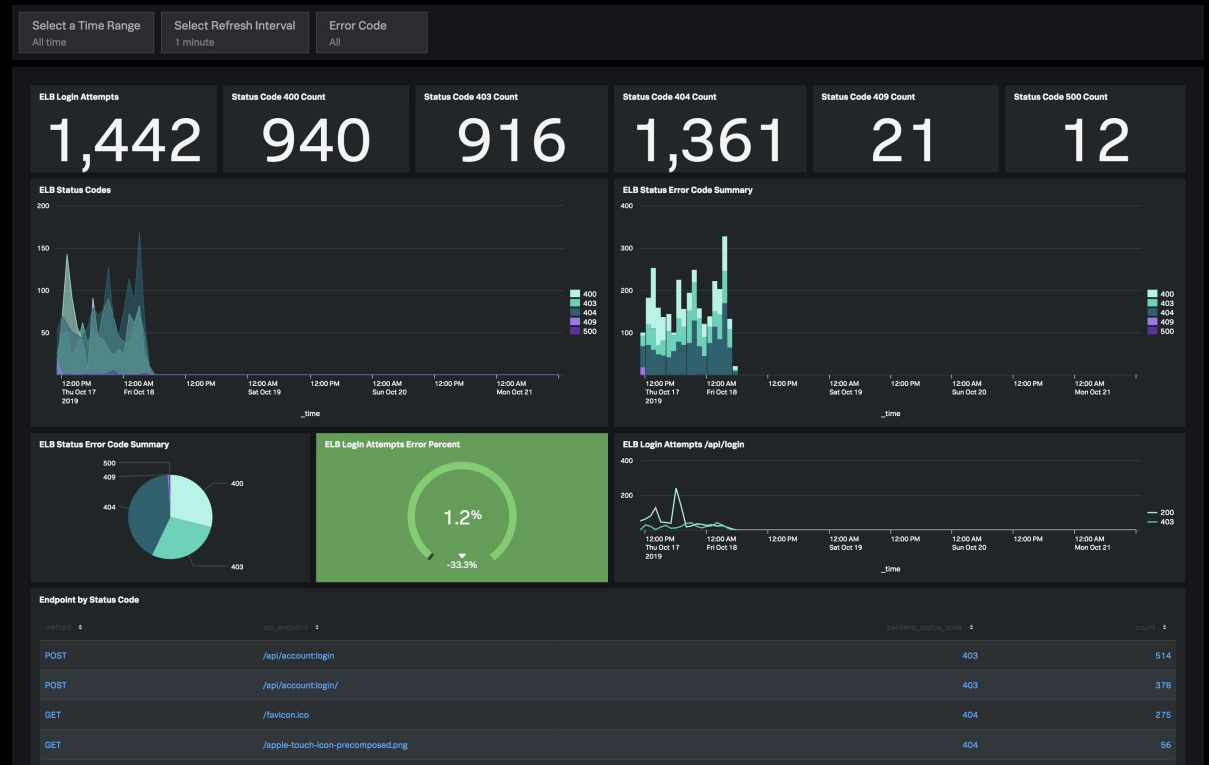 Select a Time Range
All time
Select Refresh Interval
1 minute
Error Code
All
ELB Login Attempts
1,442
Status Code 400 Count
940
Status Code 403 Count
916
Status Code 404 Count
1,361
Status Code 409 Count
21
Status Code 500 Count
12
ELB Status Codes
200
150
100
50
12:00 PM
Thu Oct 17
2019
12:00 AM
Fri Oct 18
12:00 PM
12:00 AM
Sat Oct 19
12:00 PM
12:00 AM
Sun Oct 20
12:00 PM
12:00 AM
Mon Oct 21
_time
400
403
404
409
500
ELB Status Error Code Summary
400
300
200
100
12:00 PM
Thu Oct 17
2019
12:00 AM
Fri Oct 18
12:00 PM
12:00 AM
Sat Oct 19
12:00 PM
12:00 AM
Sun Oct 20
12:00 PM
12:00 AM
Mon Oct 21
_time
400
403
404
409
500
ELB Status Error Code Summary
500
409
404
400
403
ELB Login Attempts Error Percent
1.2%
-33.3%
ELB Login Attempts /api/login
400
200
12:00 PM
Thu Oct 17
2019
12:00 AM
Fri Oct 18
12:00 PM
12:00 AM
Sat Oct 19
12:00 PM
12:00 AM
Sun Oct 20
12:00 PM
12:00 AM
Mon Oct 21
_time
200
403
Endpoint by Status Code
method api_endpoint backend_status_code count
POST /api/account:login 403 514
POST /api/account:login/ 403 378
GET /favicon.ico 404 275
GET /apple-touch-icon-precomposed.png 404 56